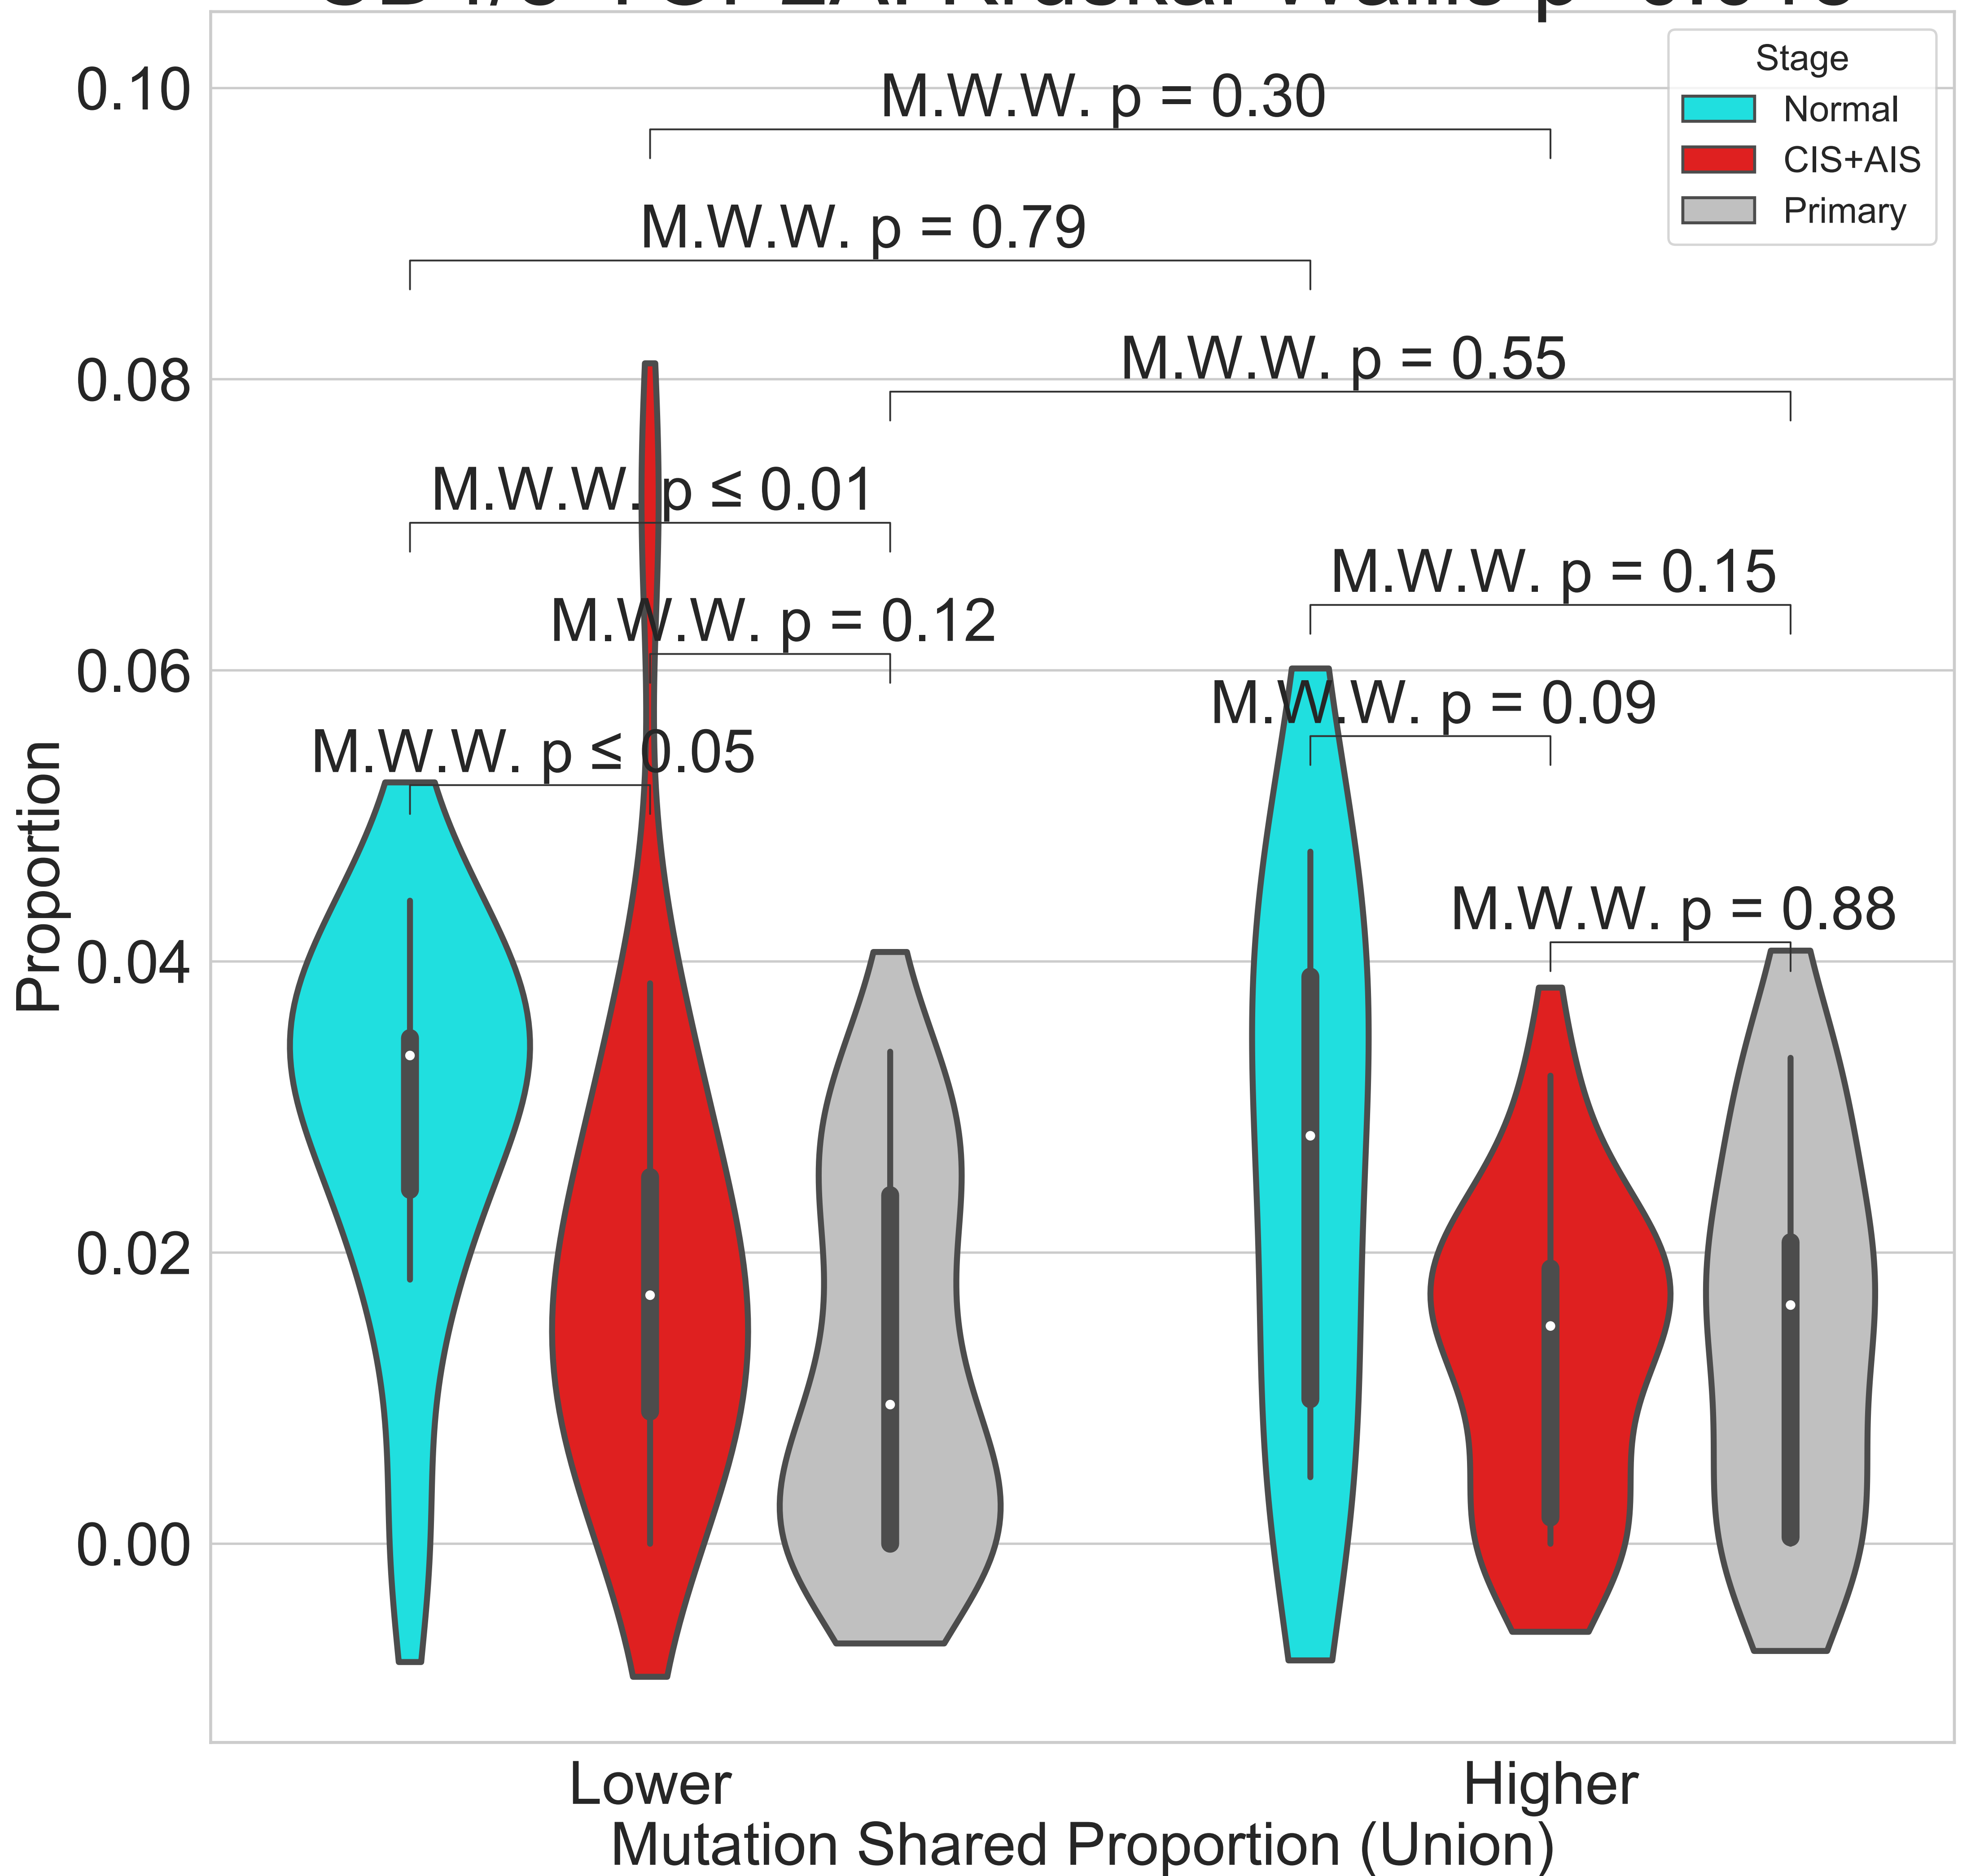 0.10
0.08
0.06
0.04
0.02
0.00
Proportion
Stage
Normal
CIS+AIS
Primary
M.W.W. p = 0.30
M.W.W. p = 0.79
M.W.W. p = 0.55
M.W.W. p ≤ 0.01
M.W.W. p = 0.15
M.W.W. p = 0.12
M.W.W. p = 0.09
M.W.W. p ≤ 0.05
M.W.W. p = 0.88
Lower
Higher
Mutation Shared Proportion (Union)